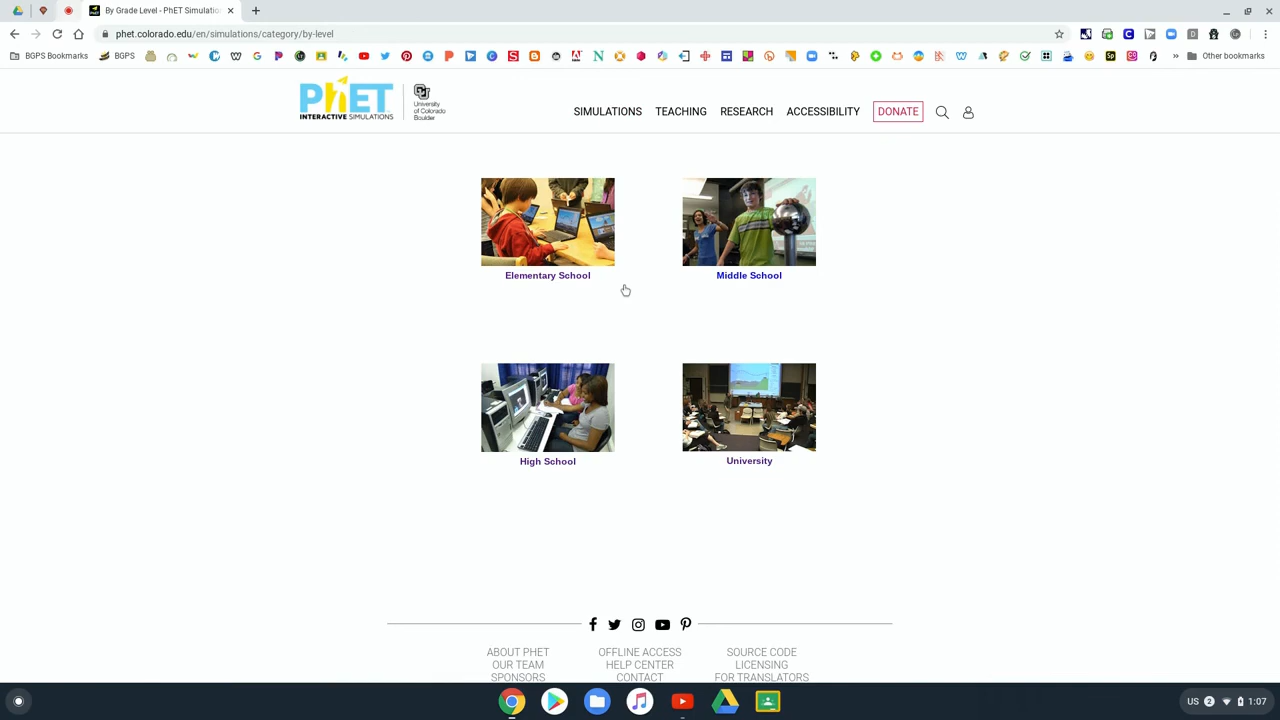 By Grade Level - PhET Simulatio
phet.colorado.edu/en/simulations/category/by-level
BGPS Bookmarks
BGPS
Other bookmarks
PhET
INTERACTIVE SIMULATIONS
University
of Colorado
Boulder
SIMULATIONS
TEACHING
RESEARCH
ACCESSIBILITY
DONATE
Elementary School
Middle School
High School
University
ABOUT PHET
OFFLINE ACCESS
SOURCE CODE
OUR TEAM
HELP CENTER
LICENSING
SPONSORS
CONTACT
FOR TRANSLATORS
US 2 1:07